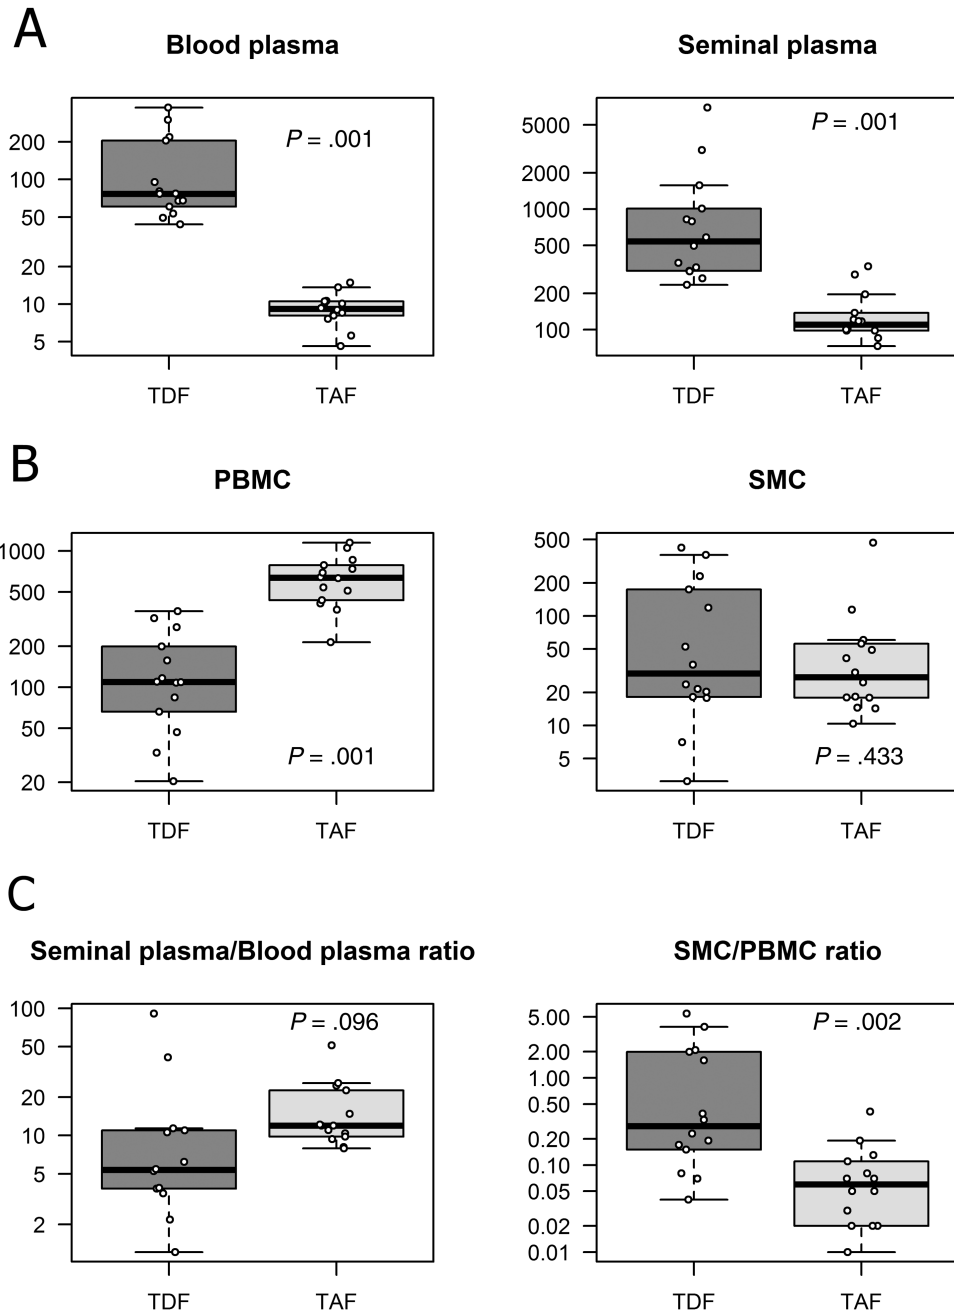 A
Blood plasma
Seminal plasma
P = .001
P = .001
200
100
50
20
10
5
5000
2000
1000
500
200
100
TDF
TAF
TDF
TAF
B
PBMC
SMC
1000
500
200
100
50
20
500
200
100
50
20
10
5
P = .001
P = .433
TDF
TAF
TDF
TAF
C
Seminal plasma/Blood plasma ratio
SMC/PBMC ratio
P = .096
P = .002
100
50
20
10
5
2
5.00
2.00
1.00
0.50
0.20
0.10
0.05
0.02
0.01
TDF
TAF
TDF
TAF